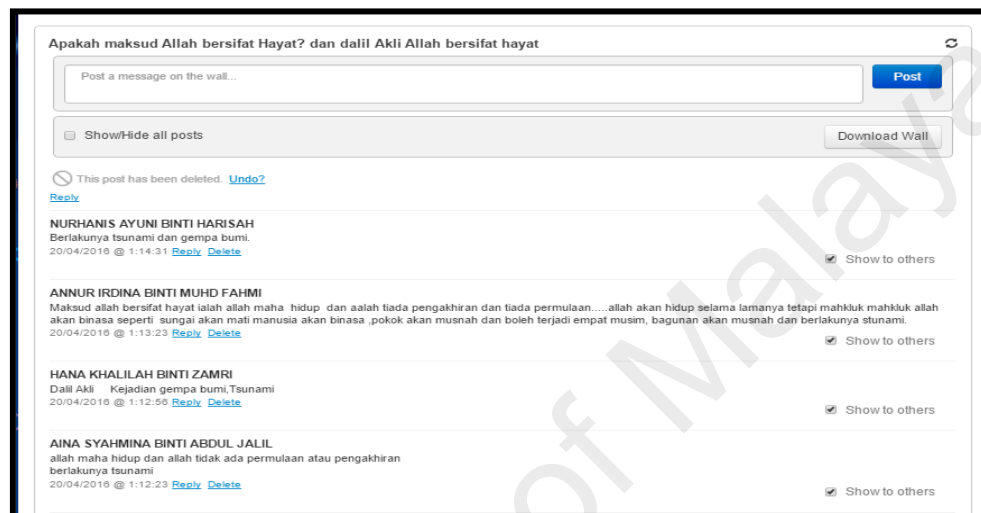 Apakah maksud Allah bersifat Hayat? dan dalil Akli Allah bersifat hayat
Post a message on the wall...
Post
Show/Hide all posts
Download Wall
This post has been deleted. Undo?
Reply
NURHANIS AYUNI BINTI HARISAH
Berlakunya tsunami dan gempa bumi.
20/04/2016 @ 1:14:31 Reply Delete
Show to others
ANNUR IRDINA BINTI MUHD FAHMI
Maksud allah bersifat hayat ialah allah maha hidup dan aalah tiada pengakhiran dan tiada permulaan.....allah akan hidup selama lamanya tetapi mahkluk mahkluk allah
akan binasa seperti sungai akan mati manusia akan binasa ,pokok akan musnah dan boleh terjadi empat musim, bagunan akan musnah dan berlakunya stunami.
20/04/2016 @ 1:13:23 Reply Delete
Show to others
HANA KHALILAH BINTI ZAMRI
Dalil Akli Kejadian gempa bumi,Tsunami
20/04/2016 @ 1:12:56 Reply Delete
Show to others
AINA SYAHMINA BINTI ABDUL JALIL
allah maha hidup dan allah tidak ada permulaan atau pengakhiran
berlakunya tsunami
20/04/2016 @ 1:12:23 Reply Delete
Show to others
of Malaya